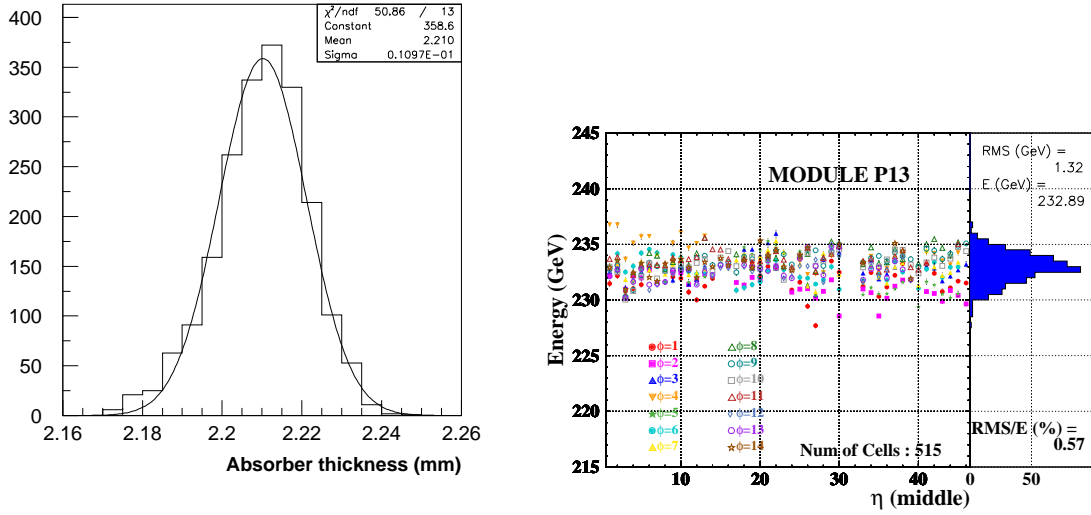 χ²/ndf 50.86 / 13
Constant 358.6
Mean 2.210
Sigma 0.1097E-01
400
350
300
250
200
150
100
50
0
2.16 2.18 2.2 2.22 2.24 2.26
Absorber thickness (mm)
245
240
235
230
225
220
215
Energy (GeV)
MODULE P13
RMS (GeV) =
1.32
E (GeV) =
232.89
ϕ=1 ϕ=8
ϕ=2 ϕ=9
ϕ=3 ϕ=10
ϕ=4 ϕ=11
ϕ=5 ϕ=12
ϕ=6 ϕ=13
ϕ=7 ϕ=14
Num of Cells : 515
RMS/E (%) =
0.57
10 20 30 40 0 50
η (middle)